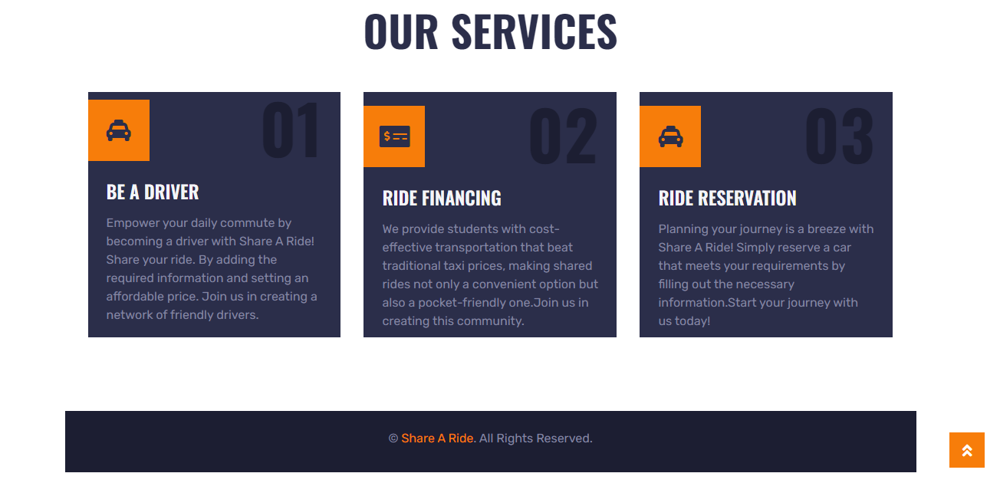 OUR SERVICES
01
BE A DRIVER
Empower your daily commute by
becoming a driver with Share A Ride!
Share your ride. By adding the
required information and setting an
affordable price. Join us in creating a
network of friendly drivers.
$
02
RIDE FINANCING
We provide students with cost-
effective transportation that beat
traditional taxi prices, making shared
rides not only a convenient option but
also a pocket-friendly one.Join us in
creating this community.
03
RIDE RESERVATION
Planning your journey is a breeze with
Share A Ride! Simply reserve a car
that meets your requirements by
filling out the necessary
information.Start your journey with
us today!
© Share A Ride. All Rights Reserved.